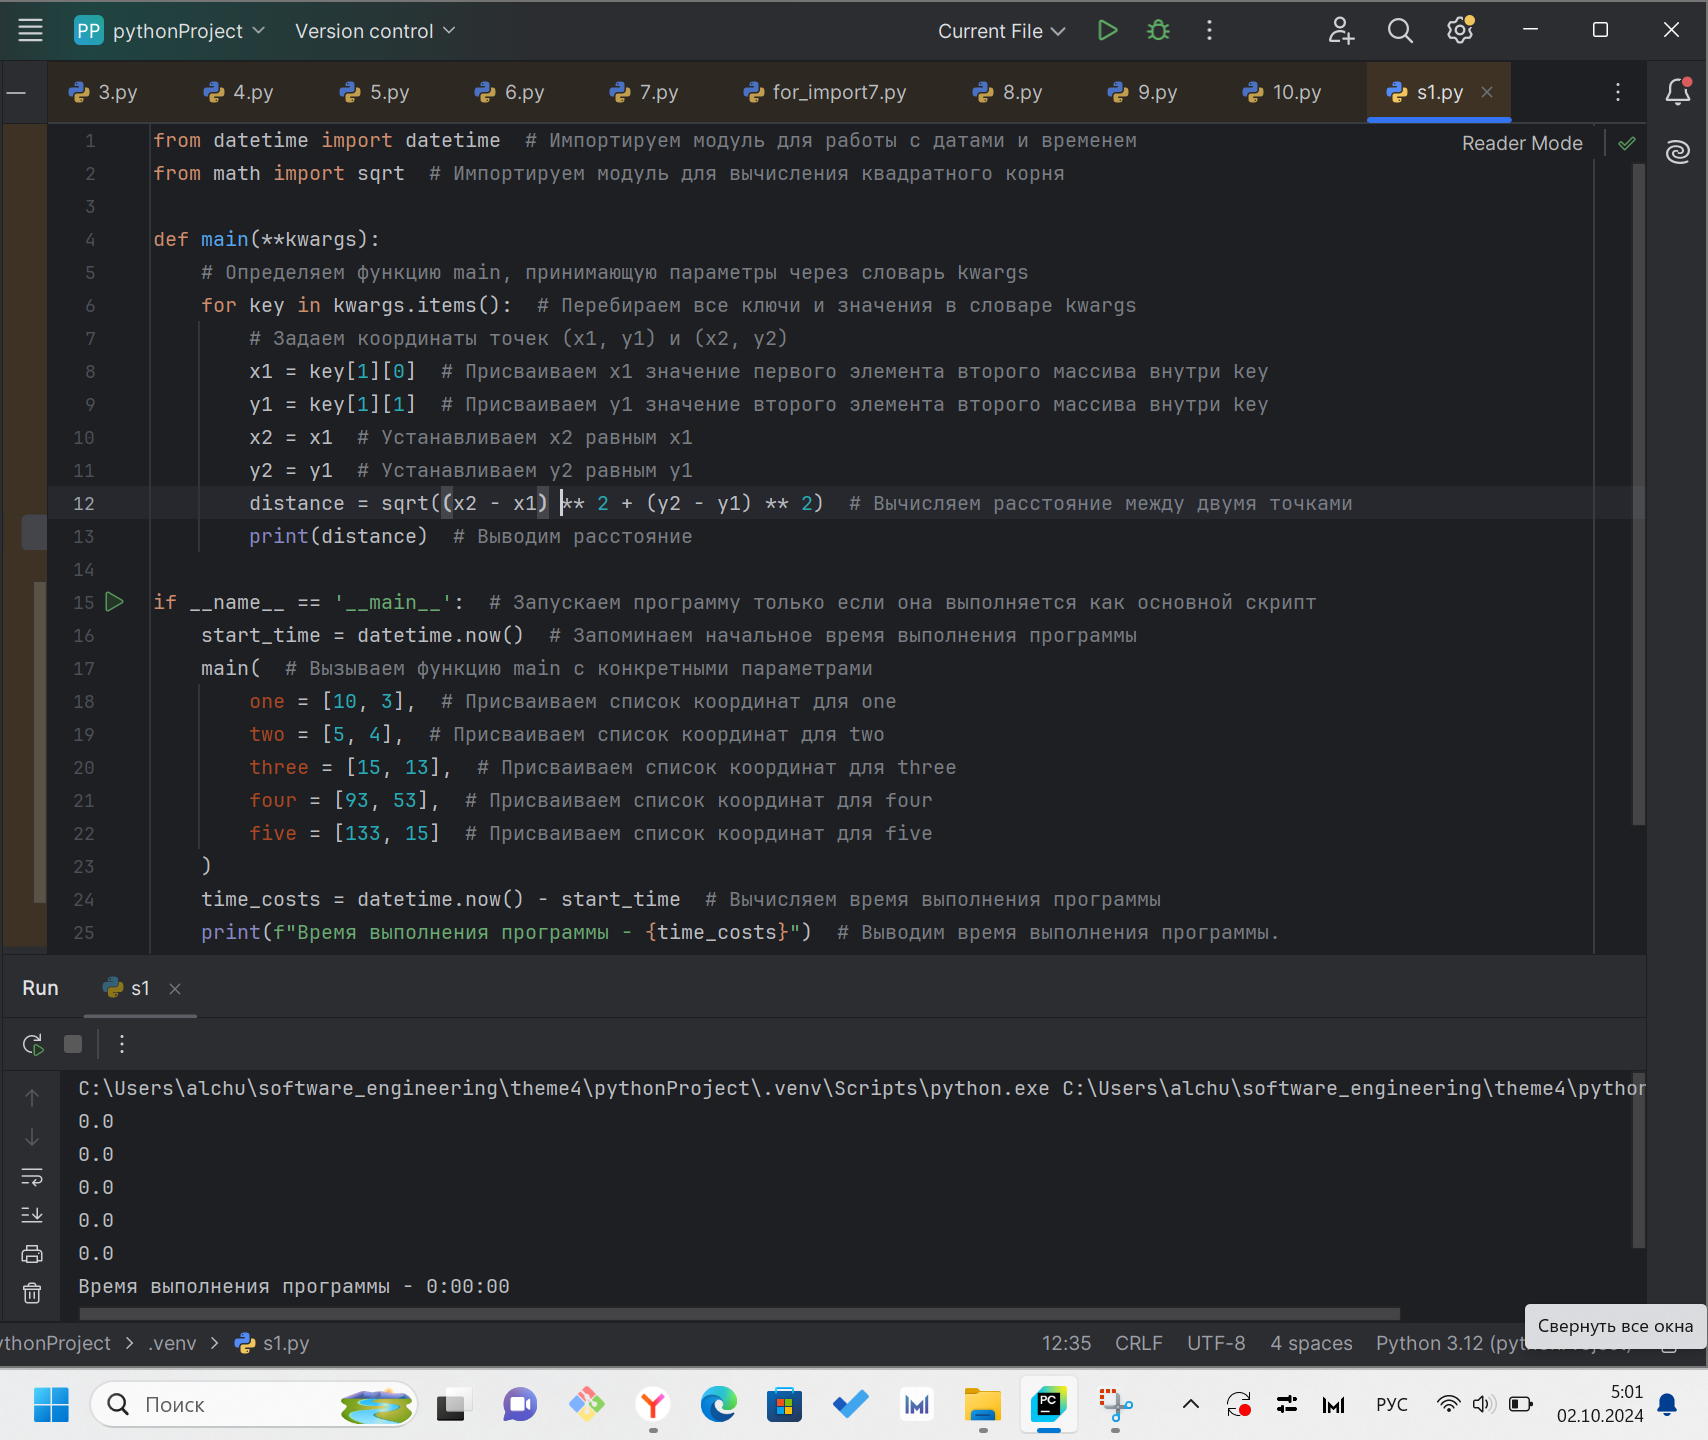 PP pythonProject Version control Current File
3.py 4.py 5.py 6.py 7.py for_import7.py 8.py 9.py 10.py s1.py
Reader Mode
1 from datetime import datetime  # Импортируем модуль для работы с датами и временем
2 from math import sqrt  # Импортируем модуль для вычисления квадратного корня
3
4 def main(**kwargs):
5     # Определяем функцию main, принимающую параметры через словарь kwargs
6     for key in kwargs.items():  # Перебираем все ключи и значения в словаре kwargs
7         # Задаем координаты точек (x1, y1) и (x2, y2)
8         x1 = key[1][0]  # Присваиваем x1 значение первого элемента второго массива внутри key
9         y1 = key[1][1]  # Присваиваем y1 значение второго элемента второго массива внутри key
10         x2 = x1  # Устанавливаем x2 равным x1
11         y2 = y1  # Устанавливаем y2 равным y1
12         distance = sqrt((x2 - x1) ** 2 + (y2 - y1) ** 2)  # Вычисляем расстояние между двумя точками
13         print(distance)  # Выводим расстояние
14
15 if __name__ == '__main__':  # Запускаем программу только если она выполняется как основной скрипт
16     start_time = datetime.now()  # Запоминаем начальное время выполнения программы
17     main(  # Вызываем функцию main с конкретными параметрами
18         one = [10, 3],  # Присваиваем список координат для one
19         two = [5, 4],  # Присваиваем список координат для two
20         three = [15, 13],  # Присваиваем список координат для three
21         four = [93, 53],  # Присваиваем список координат для four
22         five = [133, 15]  # Присваиваем список координат для five
23     )
24     time_costs = datetime.now() - start_time  # Вычисляем время выполнения программы
25     print(f"Время выполнения программы - {time_costs}")  # Выводим время выполнения программы.
Run s1
C:\Users\alchu\software_engineering\theme4\pythonProject\.venv\Scripts\python.exe C:\Users\alchu\software_engineering\theme4\python
0.0
0.0
0.0
0.0
0.0
Время выполнения программы - 0:00:00
Свернуть все окна
ythonProject > .venv > s1.py 12:35 CRLF UTF-8 4 spaces Python 3.12
Поиск PC РУС 5:01
02.10.2024